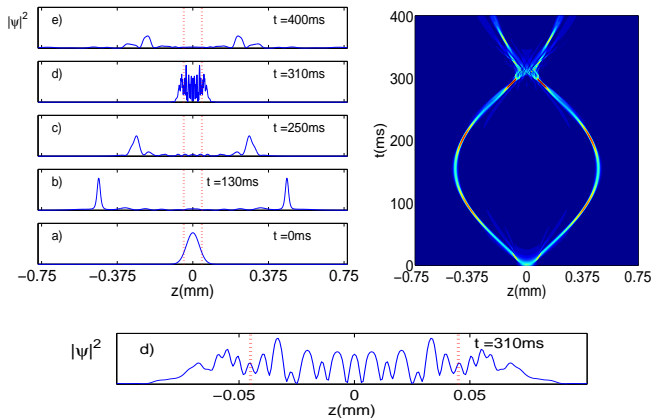 |ψ|²
e) t=400ms
d) t=310ms
c) t=250ms
b) t=130ms
a) t=0ms
−0.75 −0.375 0 0.375 0.75
z(mm)
400
300
200
100
0
t(ms)
−0.75 −0.375 0 0.375 0.75
z(mm)
|ψ|²
d) t=310ms
−0.05 0 0.05
z(mm)